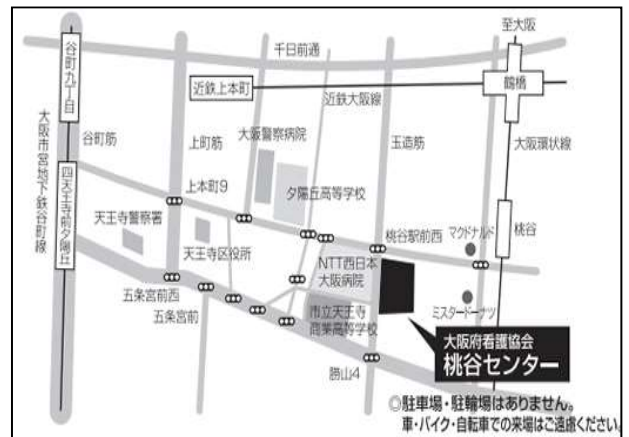 至大阪
千日前通
谷町九丁目
近鉄上本町
近鉄大阪線
鶴橋
谷町筋
上町筋
大阪警察病院
玉造筋
大阪環状線
大阪市営地下鉄谷町線
四天王寺前夕陽丘
上本町9
夕陽丘高等学校
天王寺警察署
天王寺区役所
桃谷駅前西
マクドナルド
桃谷
NTT西日本
大阪病院
五条宮前西
五条宮前
市立天王寺
商業高等学校
ミスタードーナツ
勝山4
大阪府看護協会
桃谷センター
◎駐車場・駐輪場はありません。
車・バイク・自転車での来場はご遠慮ください。